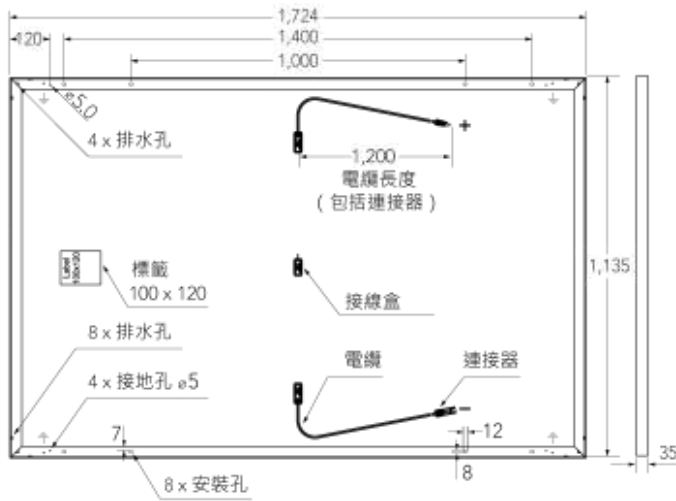 1,724
120
1,400
1,000
ø5.0
4 x 排水孔
+
1,200
電纜長度
( 包括連接器 )
1,135
Label
100x120
標籤
100 x 120
接線盒
8 x 排水孔
電纜
連接器
4 x 接地孔 ø5
−
7
12
8
35
8 x 安裝孔